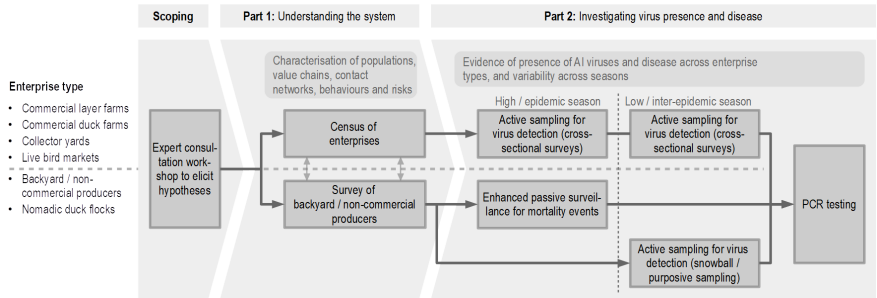 Scoping
Part 1: Understanding the system
Part 2: Investigating virus presence and disease
Characterisation of populations,
value chains, contact
networks, behaviours and risks
Evidence of presence of AI viruses and disease across enterprise
types, and variability across seasons
Enterprise type
• Commercial layer farms
• Commercial duck farms
• Collector yards
• Live bird markets
• Backyard / non-
commercial producers
• Nomadic duck flocks
Expert consul-
tation work-
shop to elicit
hypotheses
Census of
enterprises
Survey of
backyard / non-commercial
producers
High / epidemic season
Low / inter-epidemic season
Active sampling for
virus detection (cross-
sectional surveys)
Active sampling for
virus detection (cross-
sectional surveys)
Enhanced passive surveil-
lance for mortality events
Active sampling for virus
detection (snowball /
purposive sampling)
PCR testing